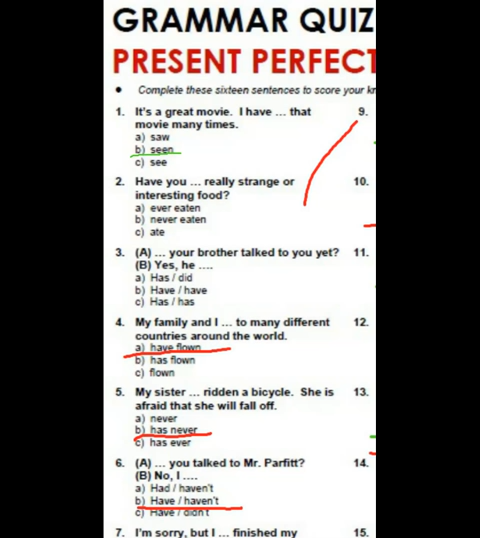 GRAMMAR QUIZ
PRESENT PERFECT
• Complete these sixteen sentences to score your
1. It's a great movie. I have … that
movie many times.
a) saw
b) seen
c) see
2. Have you … really strange or
interesting food?
a) ever eaten
b) never eaten
c) ate
3. (A) … your brother talked to you yet?
(B) Yes, he ….
a) Has / did
b) Have / have
c) Has / has
4. My family and I … to many different
countries around the world.
a) have flown
b) has flown
c) flown
5. My sister … ridden a bicycle. She is
afraid that she will fall off.
a) never
b) has never
c) has ever
6. (A) … you talked to Mr. Parfitt?
(B) No, I ….
a) Had / haven't
b) Have / haven't
c) Have / didn't
7. I'm sorry, but I … finished my
9.
10.
11.
12.
13.
14.
15.